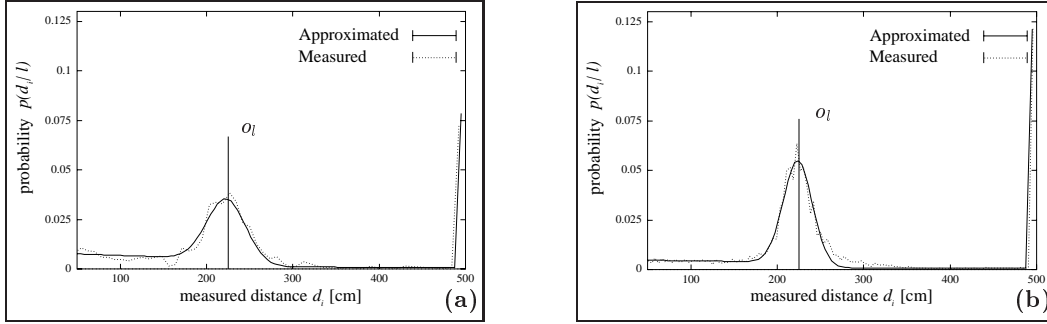 0.125
0.1
0.075
0.05
0.025
0
100
200
300
400
500
probability p(d_i / l)
measured distance d_i [cm]
Approximated
Measured
o_l
(a)
0.125
0.1
0.075
0.05
0.025
0
100
200
300
400
500
probability p(d_i / l)
measured distance d_i [cm]
Approximated
Measured
o_l
(b)